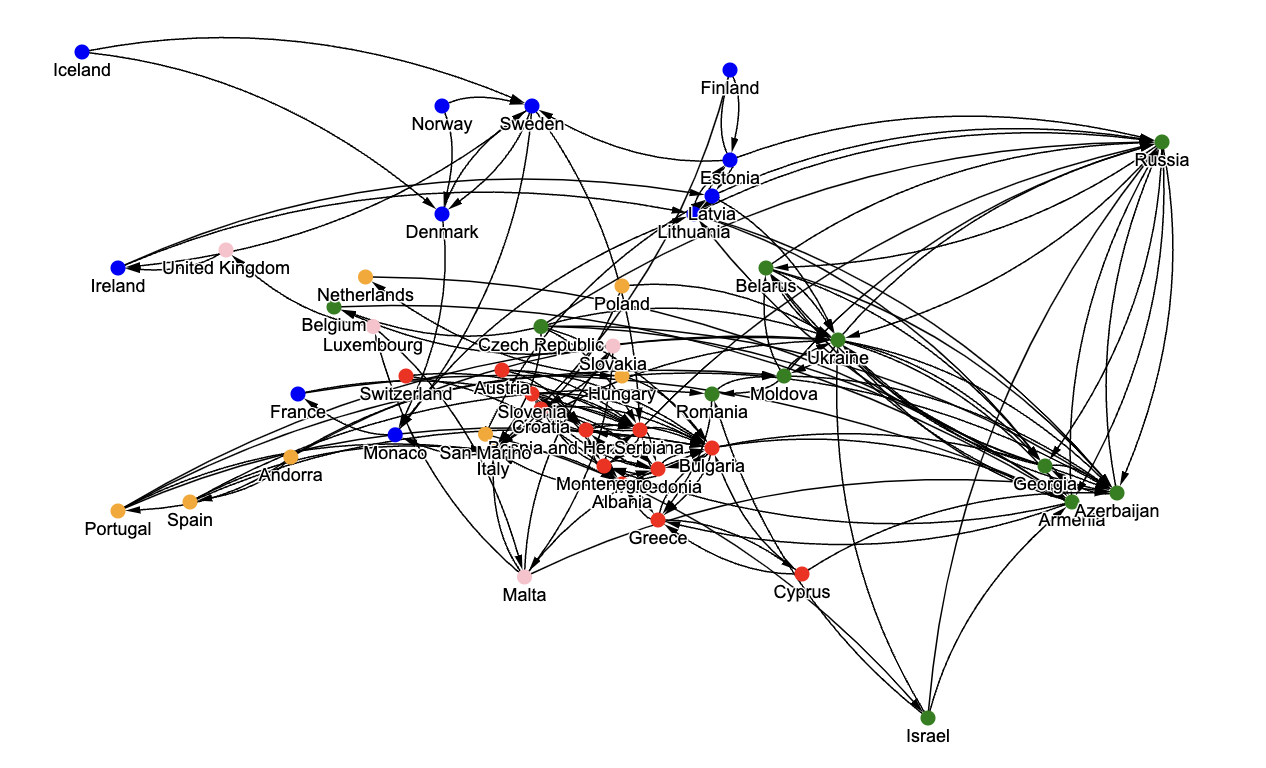 Iceland
Finland
Norway
Sweden
Russia
Estonia
Latvia
Denmark
Lithuania
United Kingdom
Ireland
Belarus
Netherlands
Poland
Belgium
Luxembourg
Czech Republic
Ukraine
Slovakia
Switzerland
Austria
Hungary
Moldova
France
Slovenia
Romania
Croatia
Monaco
San Marino
and Her
Serbia
Italy
Bulgaria
Andorra
Montenegro
Georgia
Albania
Portugal
Spain
Armenia
Azerbaijan
Greece
Malta
Cyprus
Israel